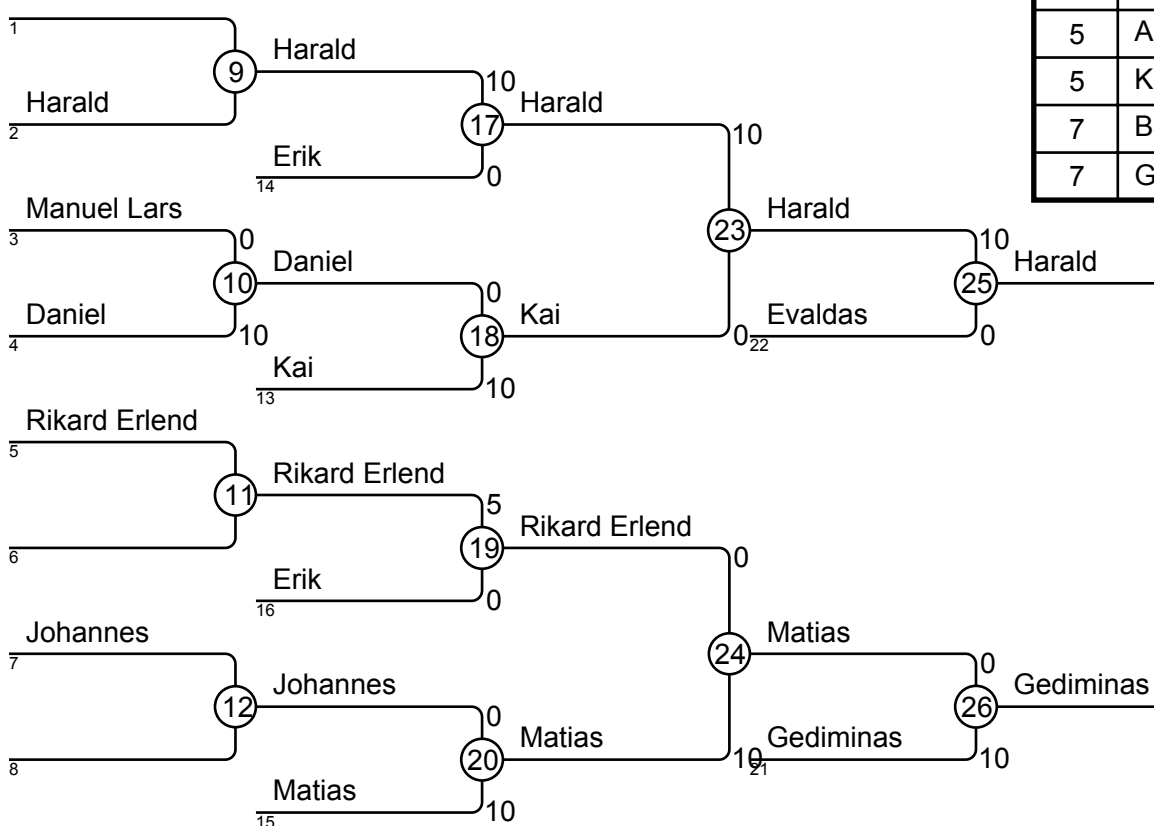 1
5 A
9
Harald
10
5 K
Harald
2
17
Harald
10
7 B
Erik
14
0
7 G
Manuel Lars
3
0
23
Harald
10
10
Daniel
0
25
Harald
Daniel
4
10
18
Kai
0
22
Evaldas
0
Kai
13
10
Rikard Erlend
5
11
Rikard Erlend
5
6
19
Rikard Erlend
0
Erik
16
0
Johannes
7
24
Matias
0
12
Johannes
0
26
Gediminas
8
20
Matias
10
21
Gediminas
10
Matias
15
10